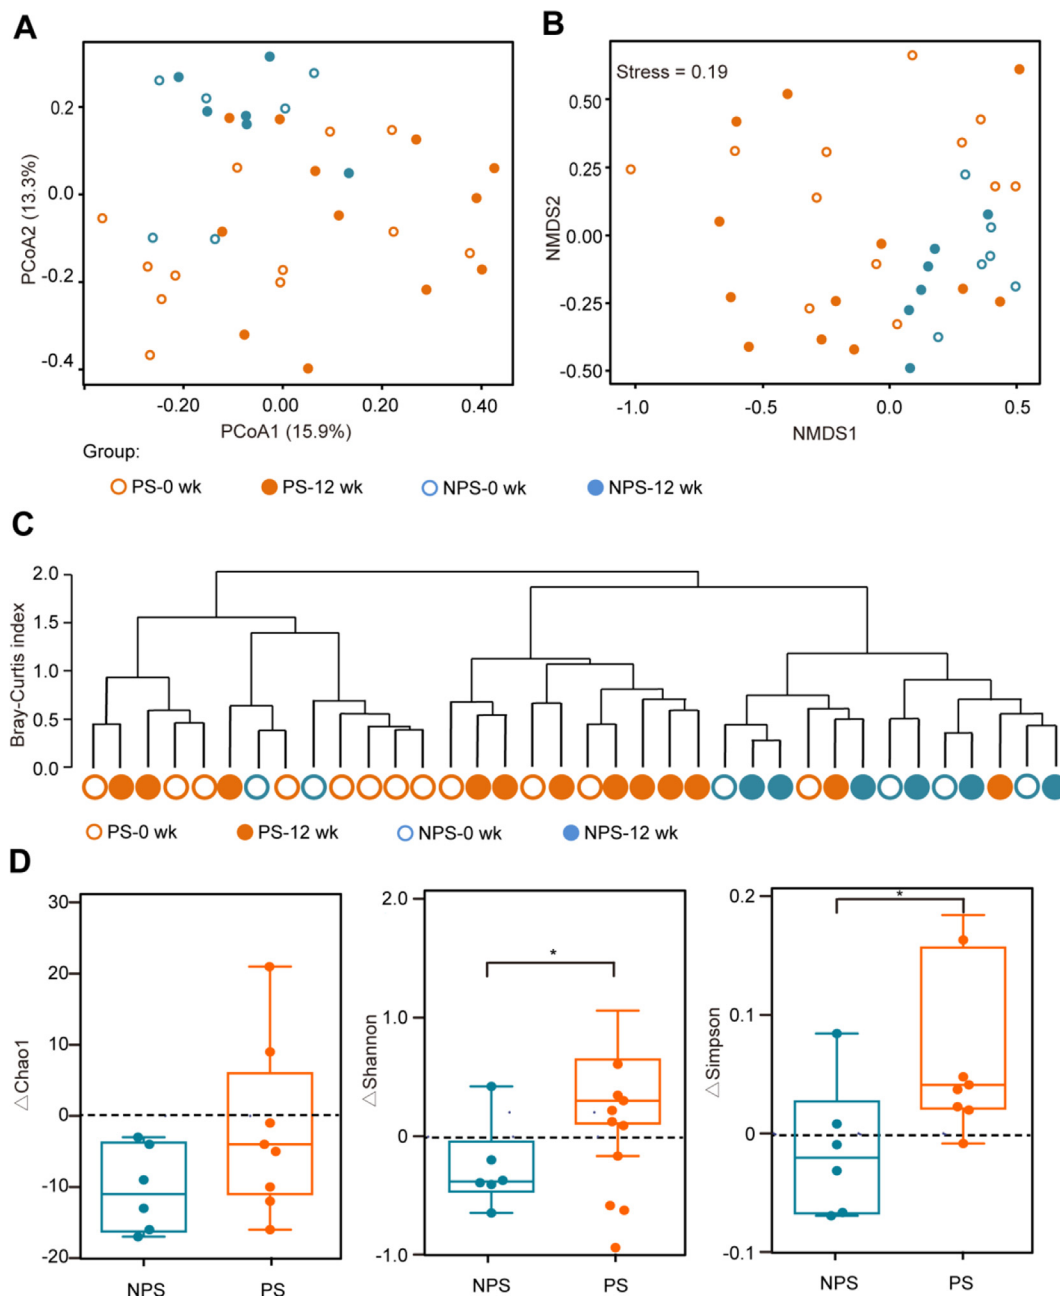 A
B
0.2
0.0
-0.2
-0.4
PCoA2 (13.3%)
-0.20
0.00
0.20
0.40
PCoA1 (15.9%)
Stress = 0.19
0.50
0.25
0.00
-0.25
-0.50
NMDS2
-1.0
-0.5
0.0
0.5
NMDS1
Group:
PS-0 wk
PS-12 wk
NPS-0 wk
NPS-12 wk
C
2.0
1.5
1.0
0.5
0.0
Bray-Curtis index
PS-0 wk
PS-12 wk
NPS-0 wk
NPS-12 wk
D
30
20
10
0
-10
-20
△Chao1
NPS
PS
2.0
1.0
0
-1.0
△Shannon
*
NPS
PS
0.2
0.1
0
-0.1
△Simpson
*
NPS
PS